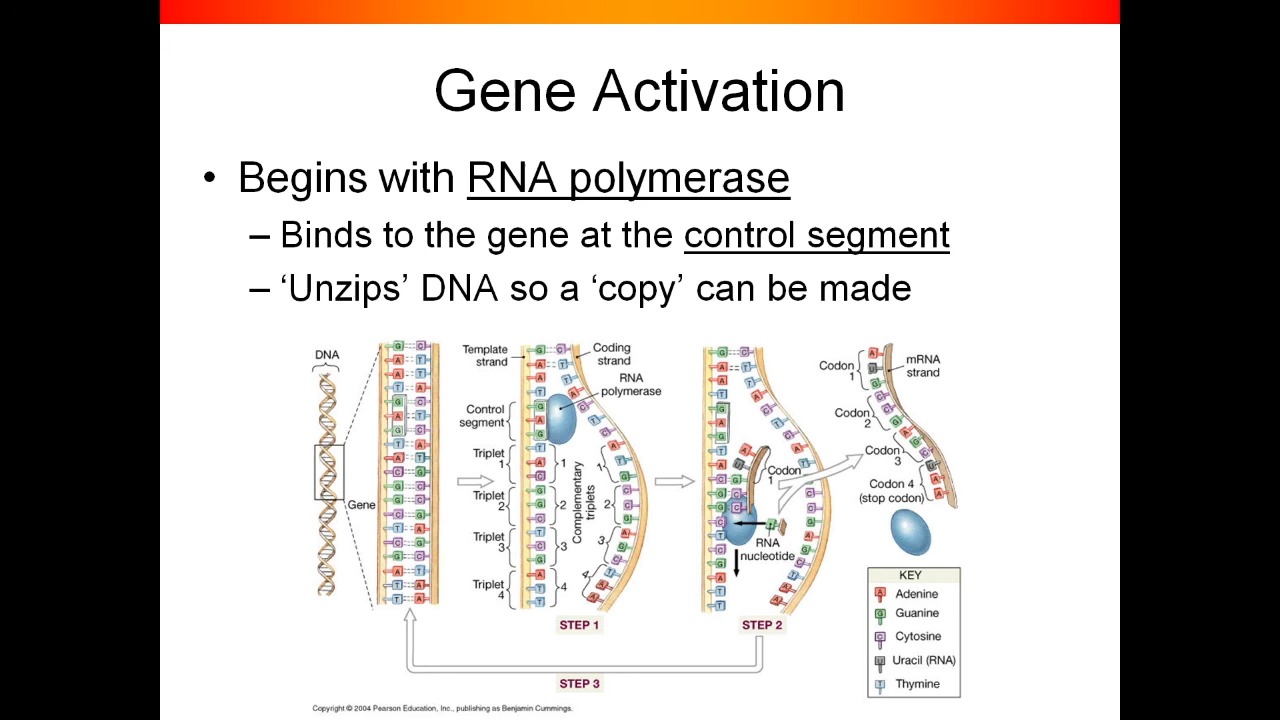 Gene Activation
• Begins with RNA polymerase
– Binds to the gene at the control segment
– ‘Unzips’ DNA so a ‘copy’ can be made
DNA
Gene
Template
strand
Coding
strand
RNA
polymerase
Control
segment
Triplet
1
Triplet
2
Triplet
3
Triplet
4
1
2
3
4
Complementary
triplets
1
2
3
4
STEP 1
Codon
1
RNA
nucleotide
STEP 2
STEP 3
Codon
1
mRNA
strand
Codon
2
Codon
3
Codon 4
(stop codon)
KEY
A Adenine
G Guanine
C Cytosine
U Uracil (RNA)
T Thymine
Copyright © 2004 Pearson Education, Inc., publishing as Benjamin Cummings.